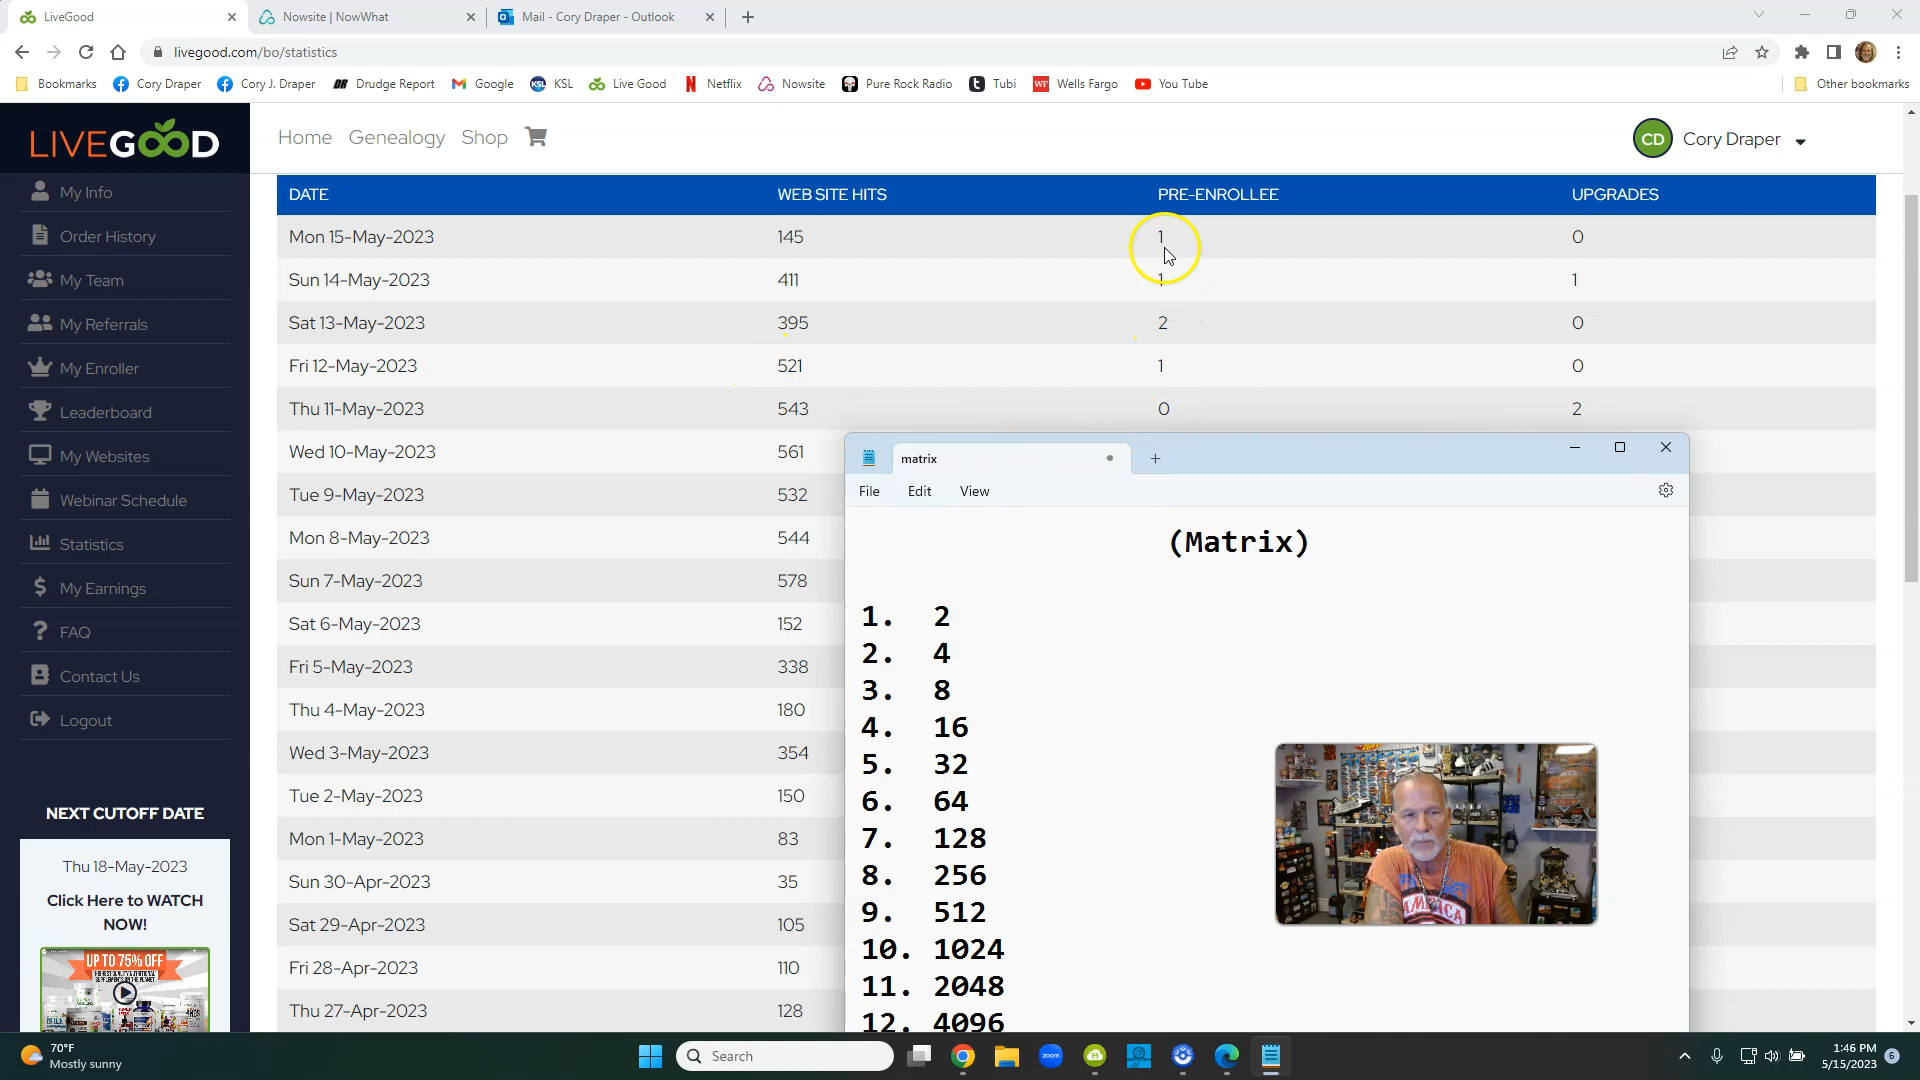 LiveGood
Nowsite | NowWhat
Mail - Cory Draper - Outlook
livegood.com/bo/statistics
Bookmarks Cory Draper Cory J. Draper Drudge Report Google KSL Live Good Netflix Nowsite Pure Rock Radio Tubi Wells Fargo You Tube Other bookmarks
LIVEGOOD
Home Genealogy Shop
CD Cory Draper
My Info
Order History
My Team
My Referrals
My Enroller
Leaderboard
My Websites
Webinar Schedule
Statistics
My Earnings
FAQ
Contact Us
Logout
NEXT CUTOFF DATE
Thu 18-May-2023
Click Here to WATCH
NOW!
UP TO 75% OFF
DATE WEB SITE HITS PRE-ENROLLEE UPGRADES
Mon 15-May-2023 145 1 0
Sun 14-May-2023 411 1 1
Sat 13-May-2023 395 2 0
Fri 12-May-2023 521 1 0
Thu 11-May-2023 543 0 2
Wed 10-May-2023 561
Tue 9-May-2023 532
Mon 8-May-2023 544
Sun 7-May-2023 578
Sat 6-May-2023 152
Fri 5-May-2023 338
Thu 4-May-2023 180
Wed 3-May-2023 354
Tue 2-May-2023 150
Mon 1-May-2023 83
Sun 30-Apr-2023 35
Sat 29-Apr-2023 105
Fri 28-Apr-2023 110
Thu 27-Apr-2023 128
matrix
File Edit View
(Matrix)
1. 2
2. 4
3. 8
4. 16
5. 32
6. 64
7. 128
8. 256
9. 512
10. 1024
11. 2048
12. 4096
AMERICA
70°F
Mostly sunny
Search
zoom
1:46 PM
5/15/2023
6